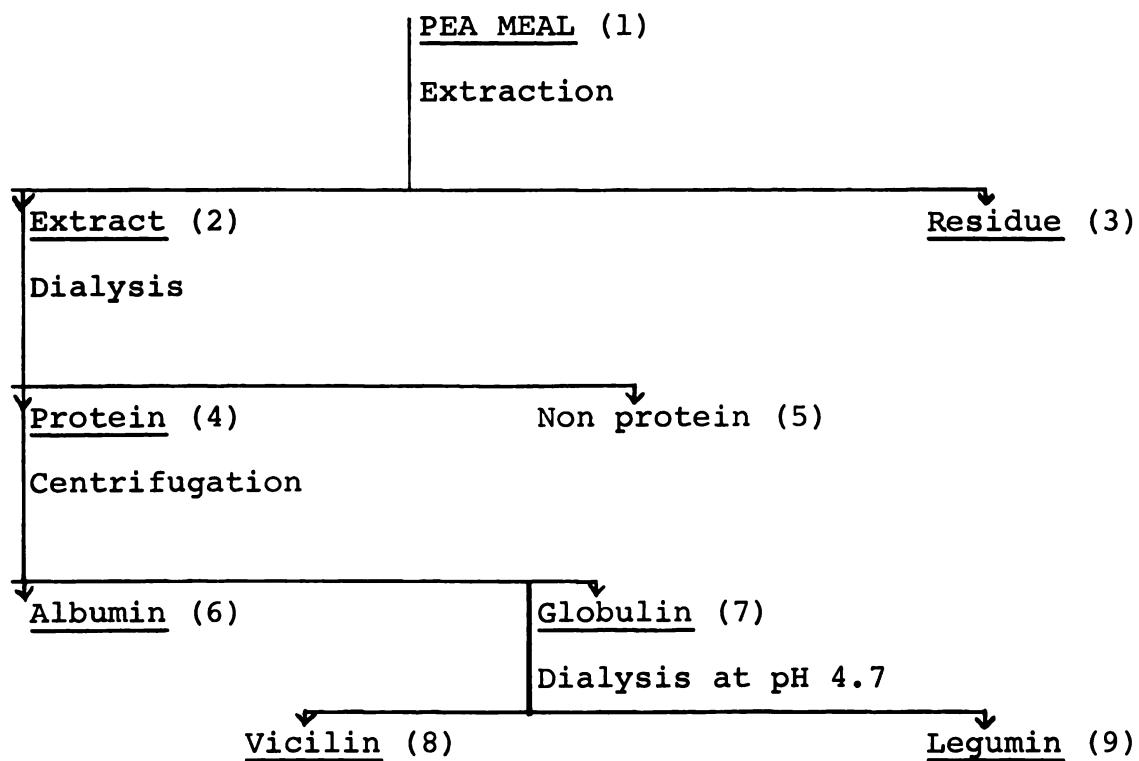 PEA MEAL (1)
Extraction
Extract (2) Residue (3)
Dialysis
Protein (4) Non protein (5)
Centrifugation
Albumin (6) Globulin (7)
Dialysis at pH 4.7
Vicilin (8) Legumin (9)